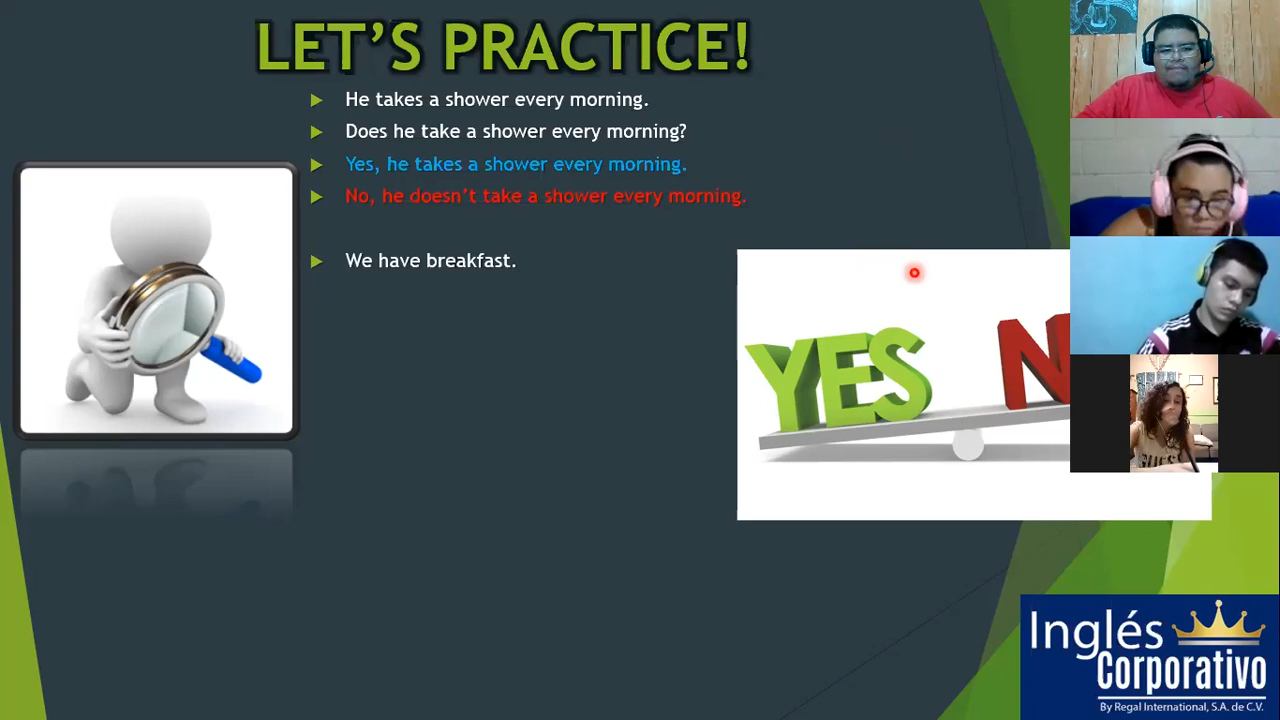 LET'S PRACTICE!
He takes a shower every morning.
Does he take a shower every morning?
Yes, he takes a shower every morning.
No, he doesn't take a shower every morning.
We have breakfast.
YES
N
GUESS
Inglés
Corporativo
By Regal International, S.A. de C.V.